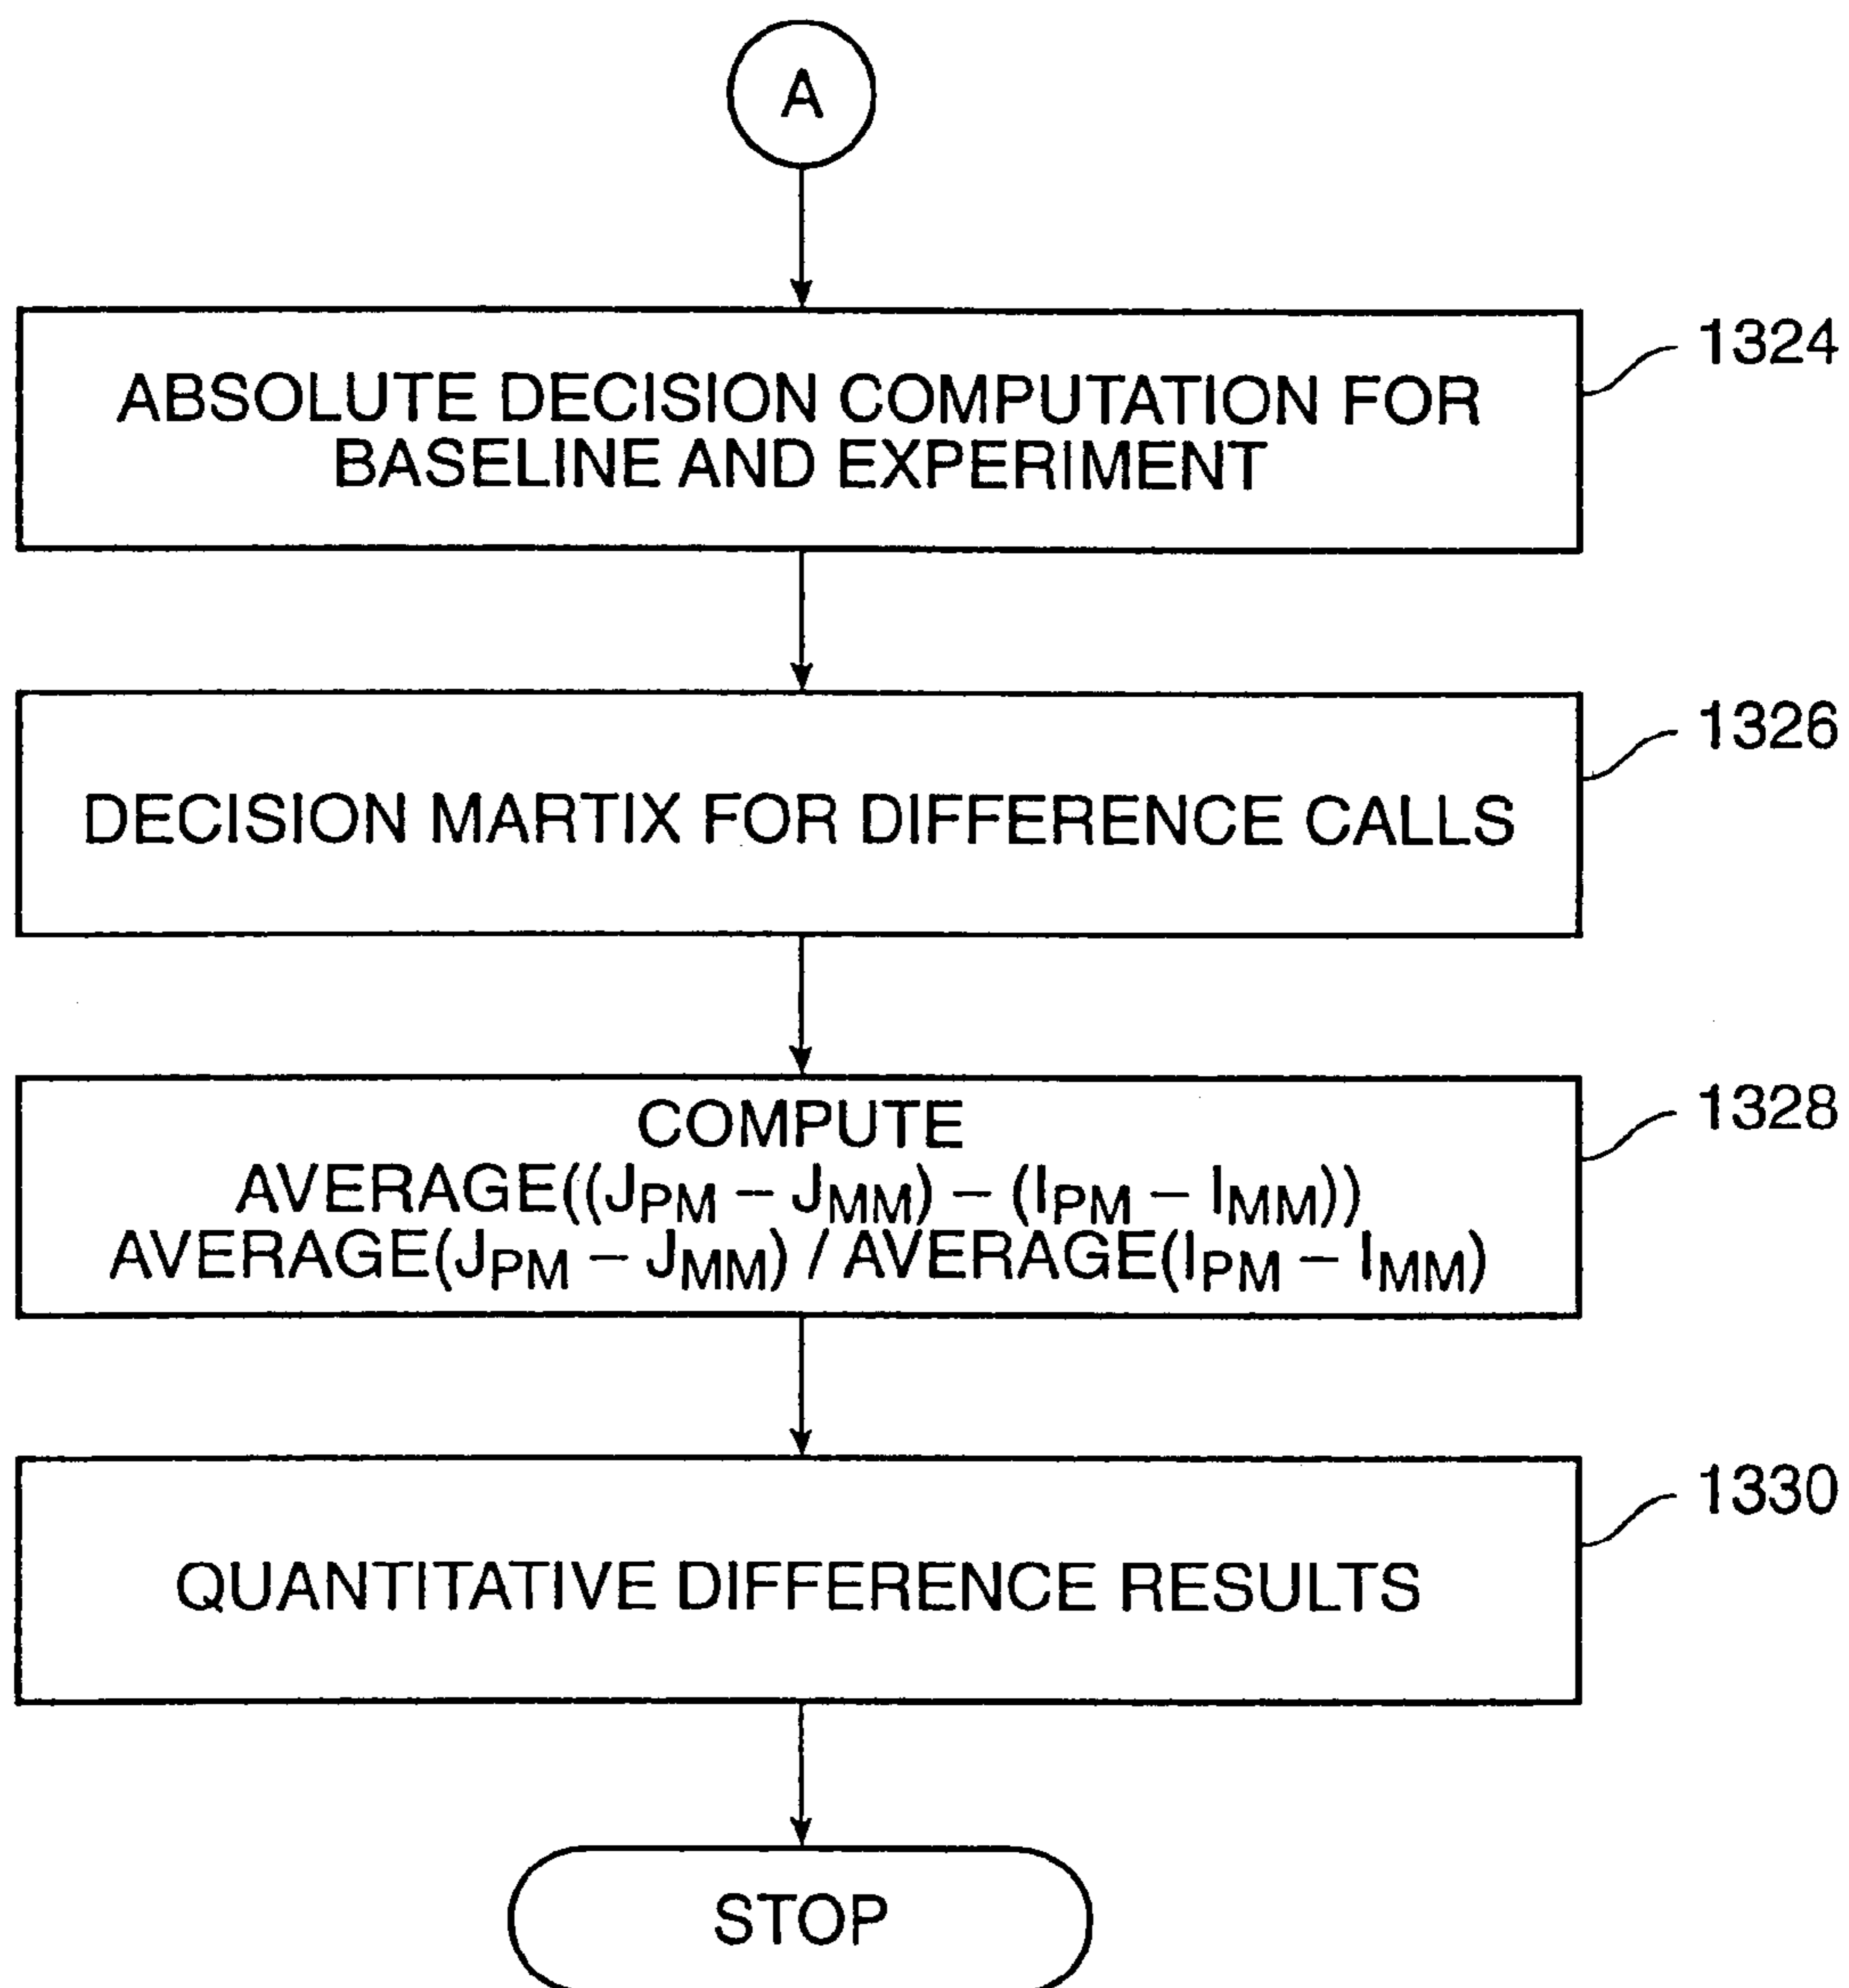 A
1324
ABSOLUTE DECISION COMPUTATION FOR
BASELINE AND EXPERIMENT
1326
DECISION MARTIX FOR DIFFERENCE CALLS
1328
COMPUTE
AVERAGE((JPM – JMM) – (IPM – IMM))
AVERAGE(JPM – JMM) / AVERAGE(IPM – IMM)
1330
QUANTITATIVE DIFFERENCE RESULTS
STOP